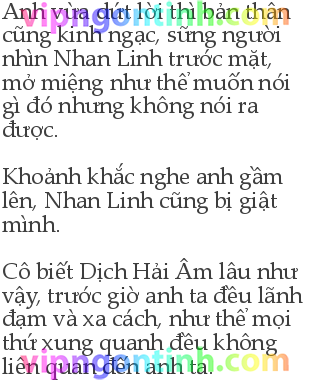 Anh vừa dứt lời thì bản thân
vipngontinh.com
cũng kinh ngạc, sững người
nhìn Nhan Linh trước mặt,
mở miệng như thể muốn nói
gì đó nhưng không nói ra
được.
Khoảnh khắc nghe anh gầm
lên, Nhan Linh cũng bị giật
mình.
Cô biết Dịch Hải Âm lâu như
vậy, trước giờ anh ta đều lãnh
đạm và xa cách, như thể mọi
thứ xung quanh đều không
liên quan đến anh ta.
vipngontinh.com